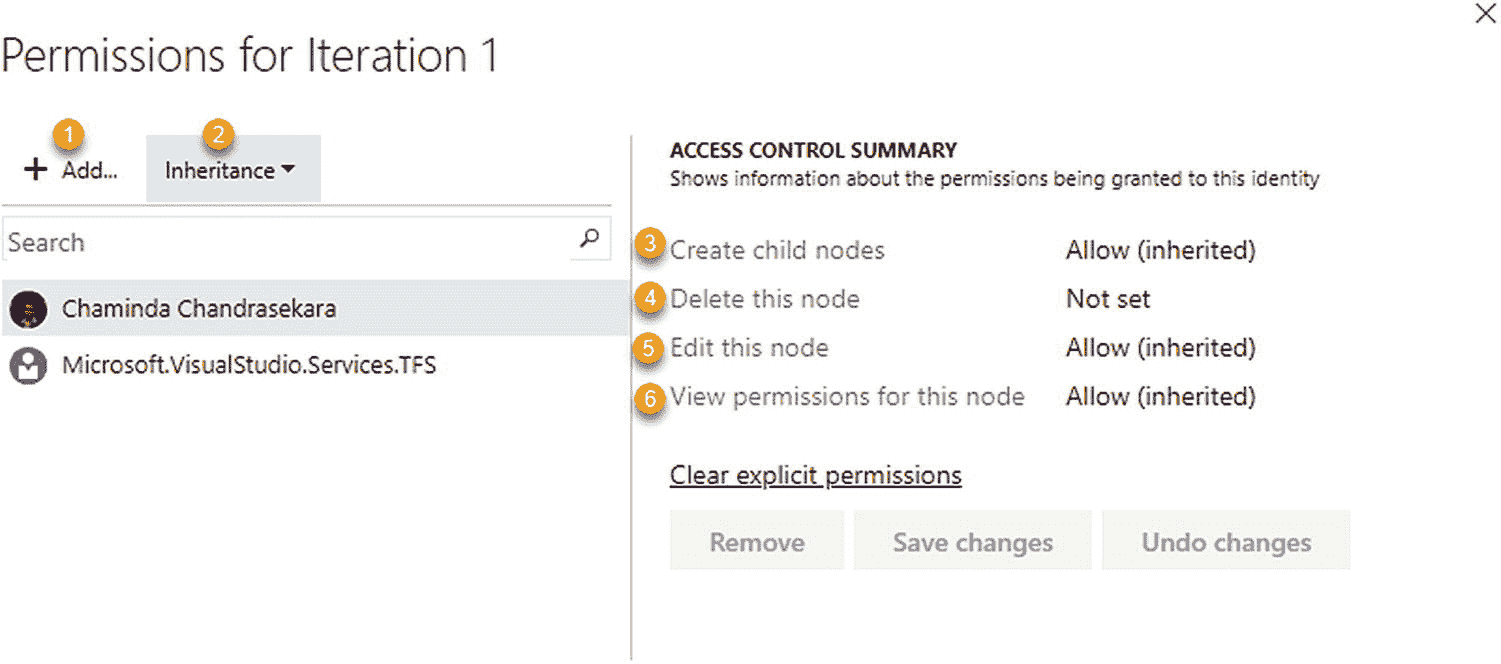 Permissions for Iteration 1
1
2
+ Add...
Inheritance
Search
Chaminda Chandrasekara
Microsoft.VisualStudio.Services.TFS
ACCESS CONTROL SUMMARY
Shows information about the permissions being granted to this identity
3 Create child nodes Allow (inherited)
4 Delete this node Not set
5 Edit this node Allow (inherited)
6 View permissions for this node Allow (inherited)
Clear explicit permissions
Remove Save changes Undo changes